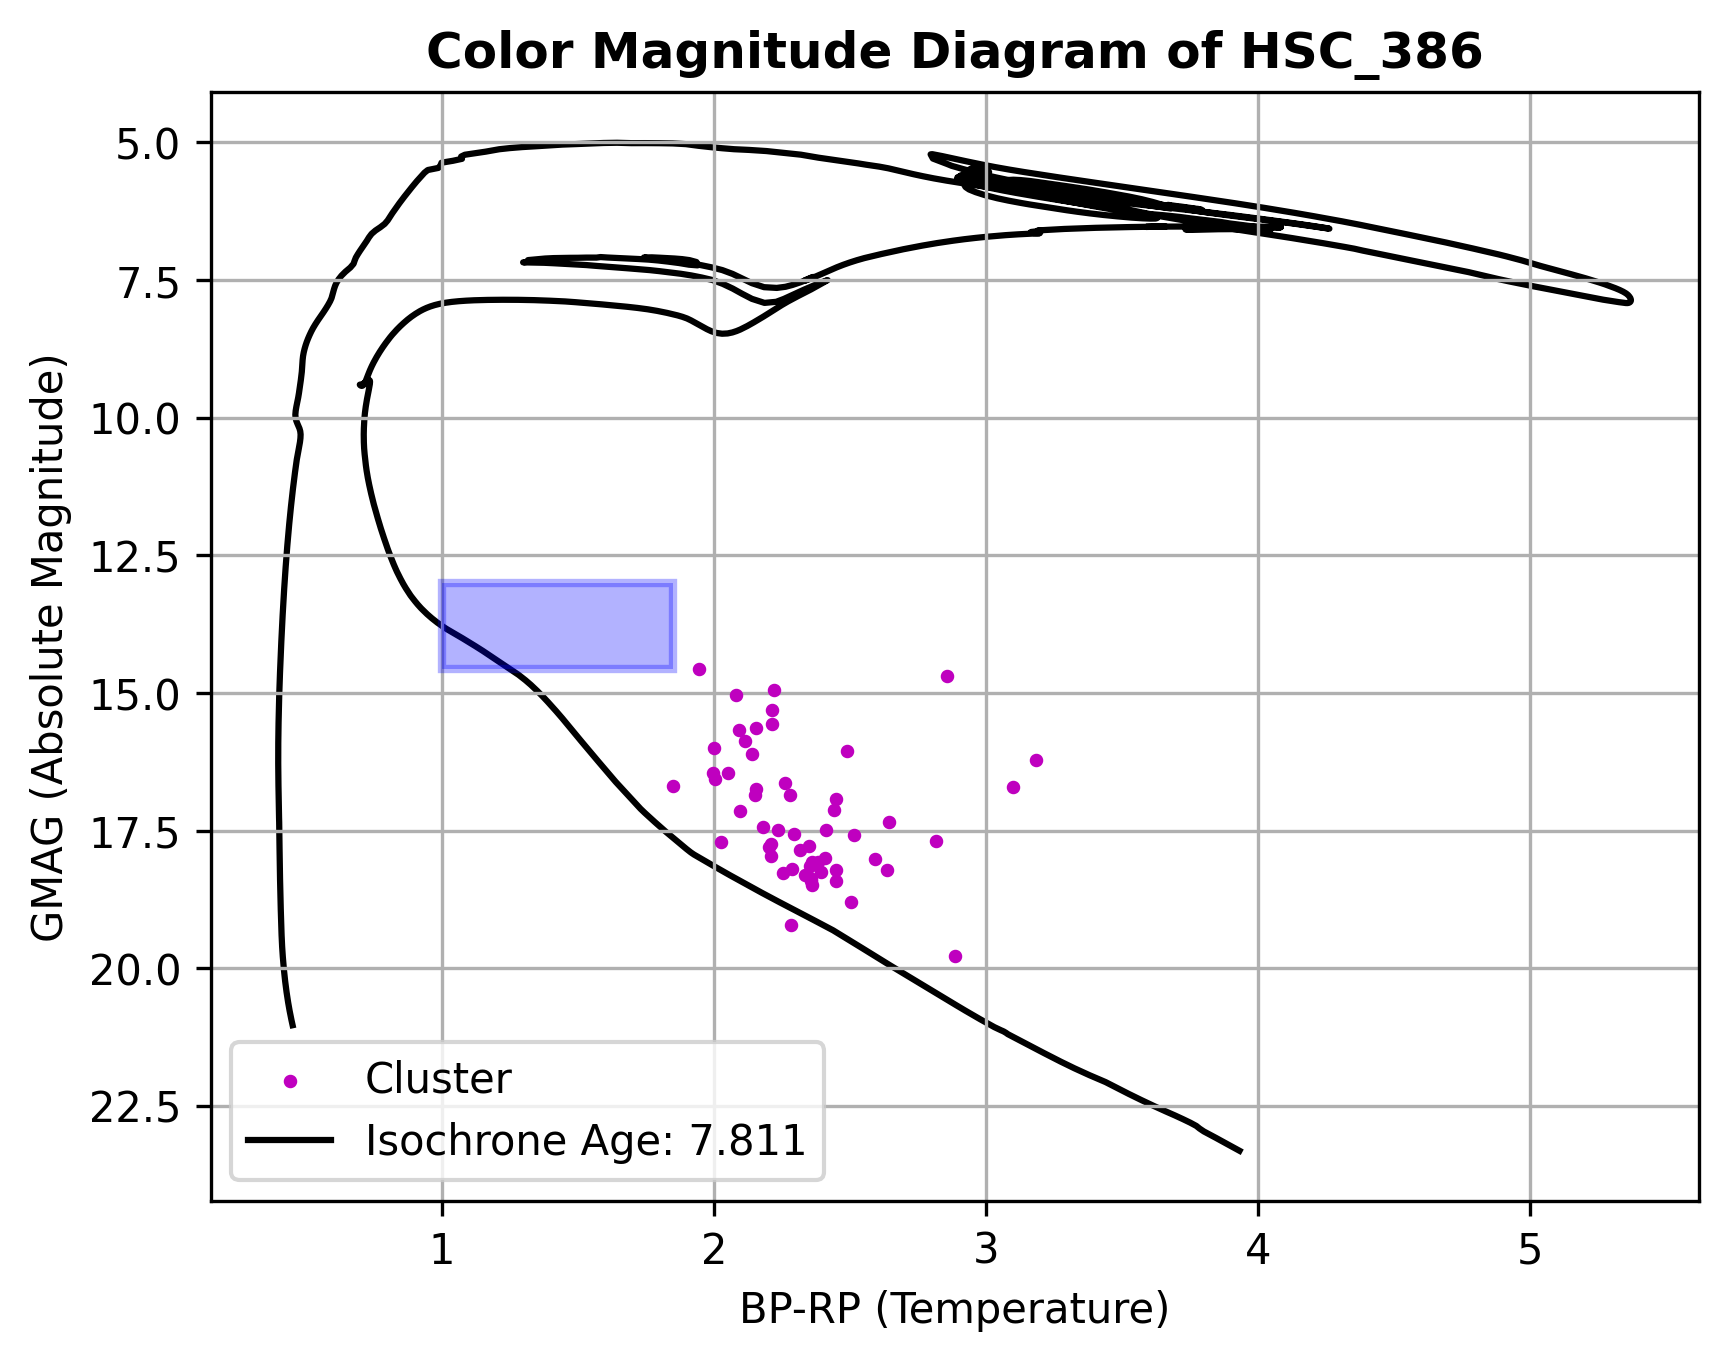 Color Magnitude Diagram of HSC_386
GMAG (Absolute Magnitude)
5.0
7.5
10.0
12.5
15.0
17.5
20.0
22.5
Cluster
Isochrone Age: 7.811
1 2 3 4 5
BP-RP (Temperature)